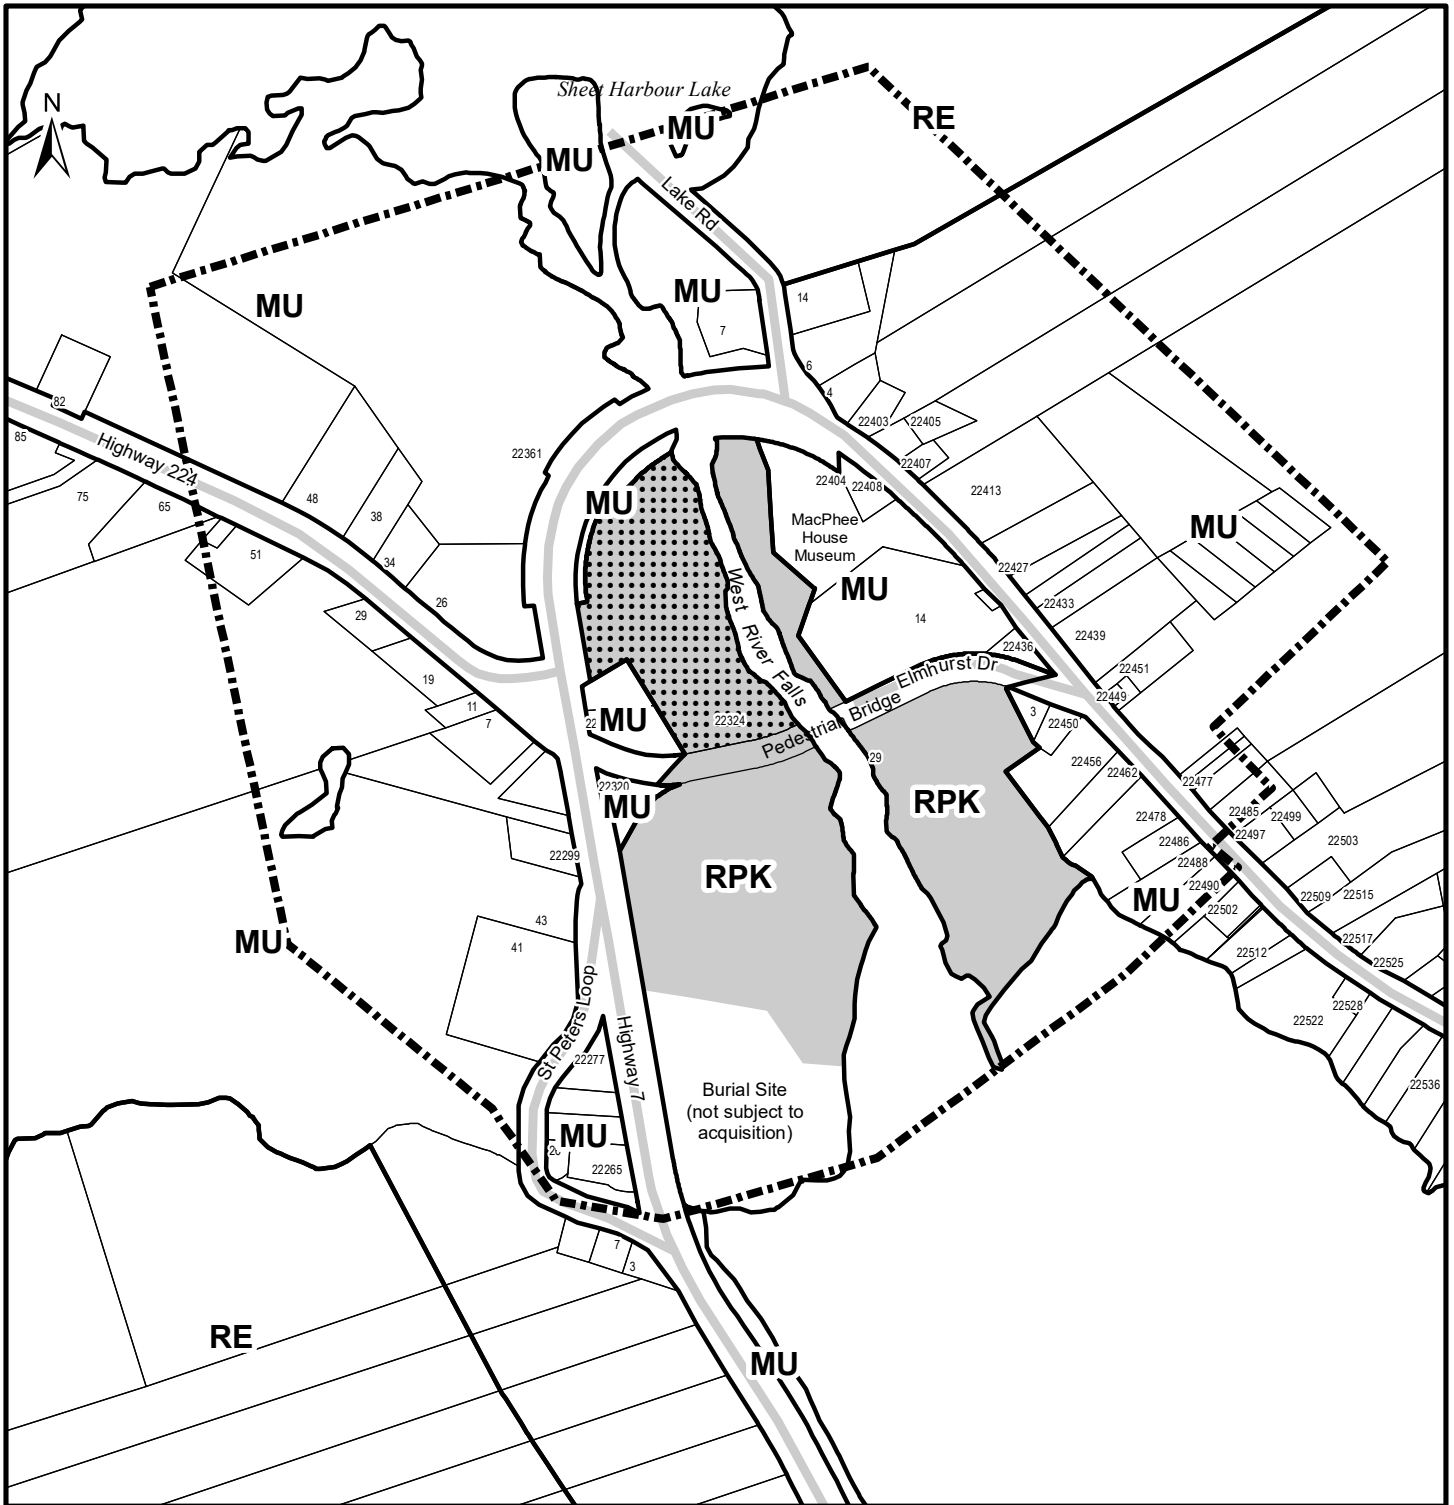 Sheet Harbour Lake
N
MU
RE
MU
Lake Rd
MU
MU
14
7
82
6
4
85
Highway 224
22403
22405
22361
22407
22404
22408
75
65
48
22413
38
MU
MacPhee
House
Museum
MU
51
34
22427
West River Falls
MU
26
22433
29
14
22439
22436
22451
Elmhurst Dr
19
22449
11
7
MU
22324
3
22450
Pedestrian Bridge
29
22456
22462
22477
22320
MU
RPK
22478
22485
22499
22497
22486
22503
22299
22488
RPK
22490
MU
22509
22515
22502
43
MU
41
22517
22512
22525
St Peters Loop
22528
22522
Highway 7
22277
22536
Burial Site
(not subject to
acquisition)
MU
22265
7
3
RE
MU